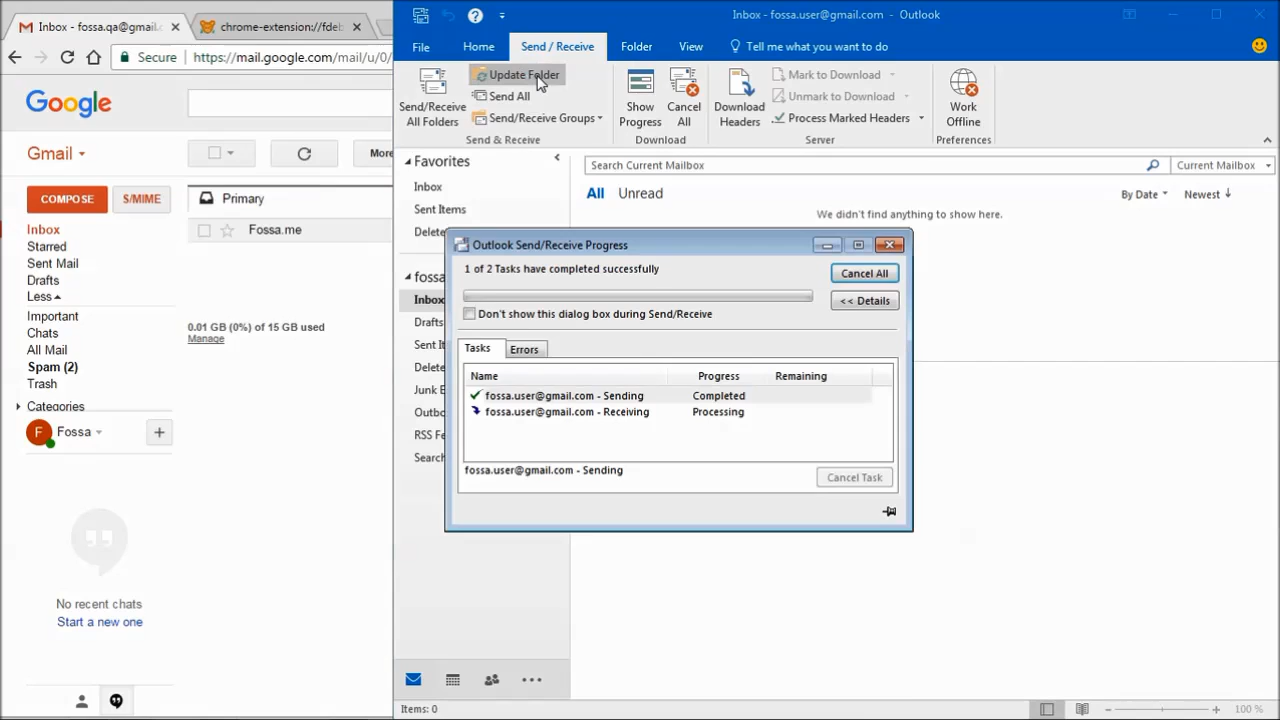 Inbox - fossa.qa@gmail.c
chrome-extension://fdeb
Secure
https://mail.google.com/mail/u/0/
Google
Gmail
More
COMPOSE
S/MIME
Primary
Inbox
Fossa.me
Starred
Sent Mail
Drafts
Less
Important
Chats
All Mail
Spam (2)
Trash
0.01 GB (0%) of 15 GB used
Manage
Categories
F
Fossa
No recent chats
Start a new one
Inbox - fossa.user@gmail.com - Outlook
File
Home
Send / Receive
Folder
View
Tell me what you want to do
Send/Receive
All Folders
Update Folder
Send All
Send/Receive Groups
Send & Receive
Show
Progress
Cancel
All
Download
Download
Headers
Mark to Download
Unmark to Download
Process Marked Headers
Server
Work
Offline
Preferences
Favorites
Inbox
Sent Items
Delete
fossa
Inbox
Drafts
Sent It
Delete
Junk E
Outbo
RSS Fe
Search
Search Current Mailbox
Current Mailbox
All
Unread
By Date
Newest
We didn't find anything to show here.
Outlook Send/Receive Progress
1 of 2 Tasks have completed successfully
Cancel All
<< Details
Don't show this dialog box during Send/Receive
Tasks
Errors
Name
Progress
Remaining
fossa.user@gmail.com - Sending
Completed
fossa.user@gmail.com - Receiving
Processing
fossa.user@gmail.com - Sending
Cancel Task
Items: 0
100 %